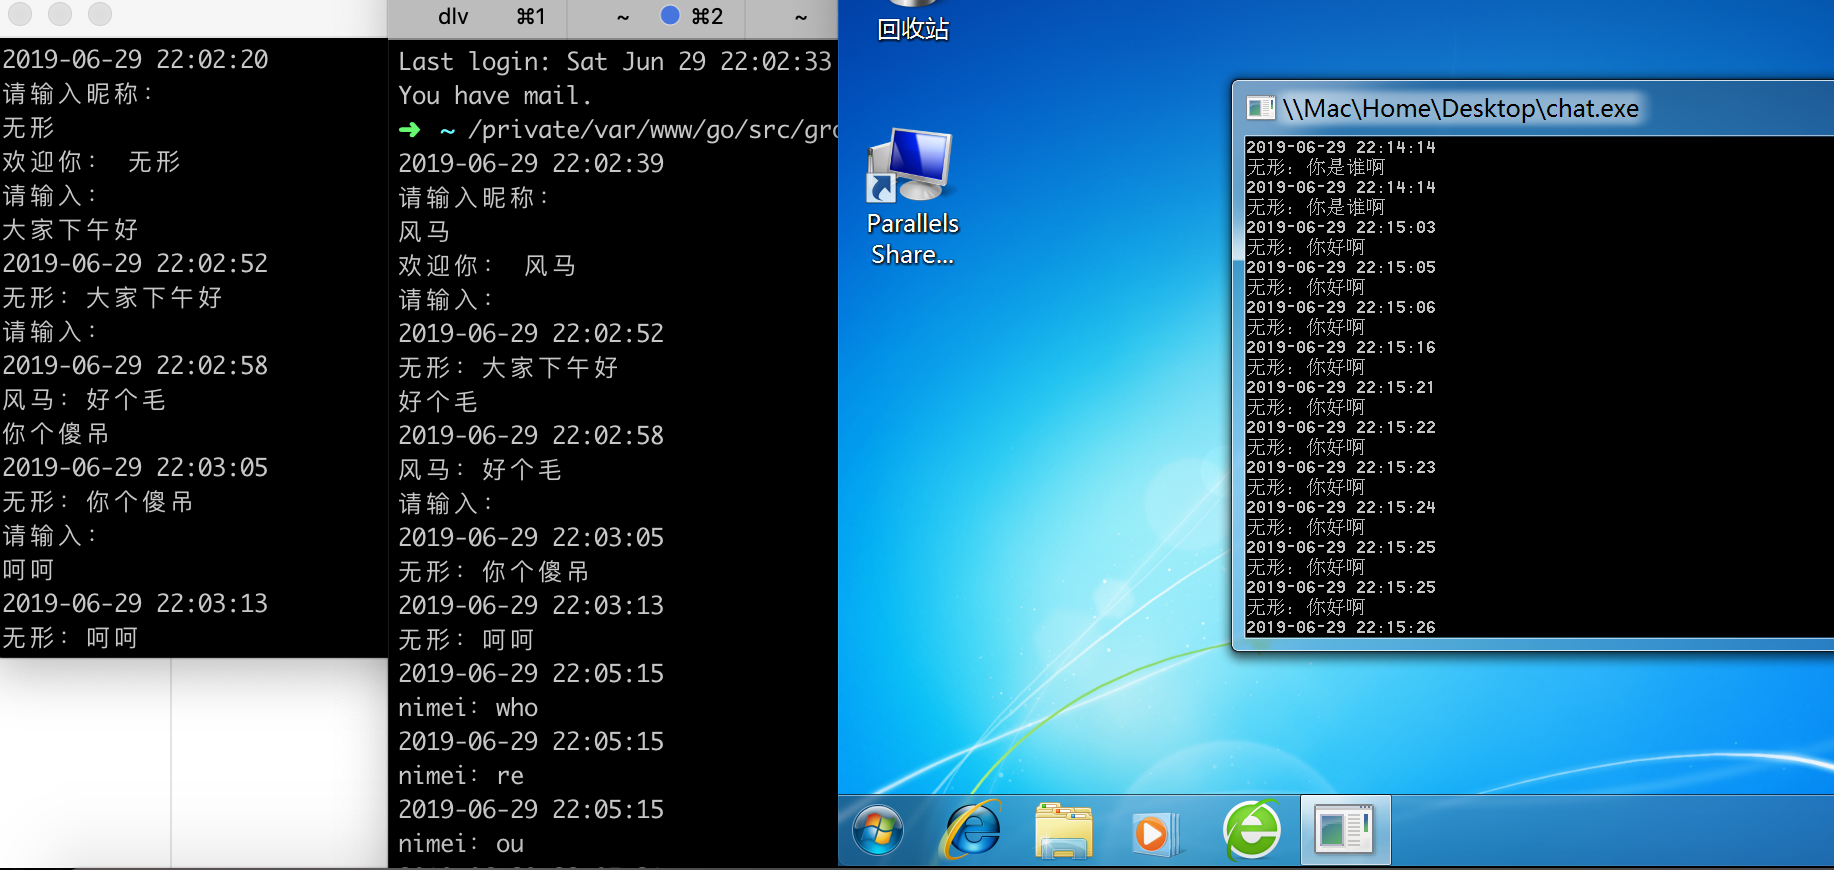 2019-06-29 22:02:20
请输入昵称:
无形
欢迎你: 无形
请输入:
大家下午好
2019-06-29 22:02:52
无形: 大家下午好
请输入:
2019-06-29 22:02:58
风马: 好个毛
你个傻吊
2019-06-29 22:03:05
无形: 你个傻吊
请输入:
呵呵
2019-06-29 22:03:13
无形: 呵呵
dlv ⌘1 ~ ⌘2 ~
Last login: Sat Jun 29 22:02:33
You have mail.
➜ ~ /private/var/www/go/src/gro
2019-06-29 22:02:39
请输入昵称:
风马
欢迎你: 风马
请输入:
2019-06-29 22:02:52
无形: 大家下午好
好个毛
2019-06-29 22:02:58
风马: 好个毛
请输入:
2019-06-29 22:03:05
无形: 你个傻吊
2019-06-29 22:03:13
无形: 呵呵
2019-06-29 22:05:15
nimei: who
2019-06-29 22:05:15
nimei: re
2019-06-29 22:05:15
nimei: ou
回收站
Parallels
Share...
\\Mac\Home\Desktop\chat.exe
2019-06-29 22:14:14
无形: 你是谁啊
2019-06-29 22:14:14
无形: 你是谁啊
2019-06-29 22:15:03
无形: 你好啊
2019-06-29 22:15:05
无形: 你好啊
2019-06-29 22:15:06
无形: 你好啊
2019-06-29 22:15:16
无形: 你好啊
2019-06-29 22:15:21
无形: 你好啊
2019-06-29 22:15:22
无形: 你好啊
2019-06-29 22:15:23
无形: 你好啊
2019-06-29 22:15:24
无形: 你好啊
2019-06-29 22:15:25
无形: 你好啊
2019-06-29 22:15:25
无形: 你好啊
2019-06-29 22:15:26